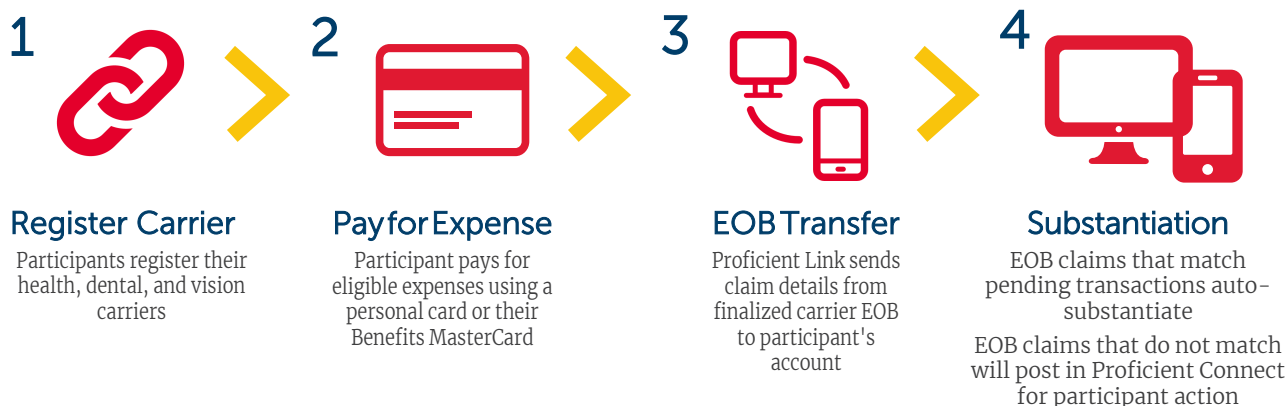 1
Register Carrier
Participants register their
health, dental, and vision
carriers
2
Pay for Expense
Participant pays for
eligible expenses using a
personal card or their
Benefits MasterCard
3
EOB Transfer
Proficient Link sends
claim details from
finalized carrier EOB
to participant's
account
4
Substantiation
EOB claims that match
pending transactions auto-
substantiate
EOB claims that do not match
will post in Proficient Connect
for participant action